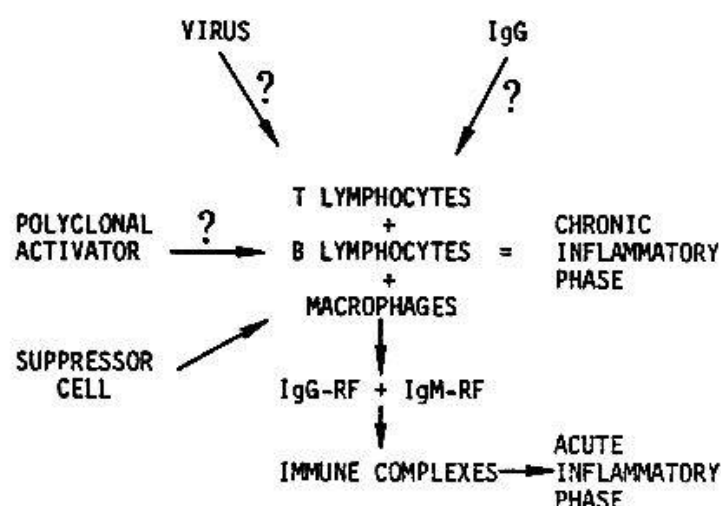 VIRUS IgG
? ?
T LYMPHOCYTES
+
POLYCLONAL ? CHRONIC
ACTIVATOR B LYMPHOCYTES = INFLAMMATORY
+ PHASE
MACROPHAGES
SUPPRESSOR
CELL IgG-RF + IgM-RF
ACUTE
IMMUNE COMPLEXES INFLAMMATORY
PHASE